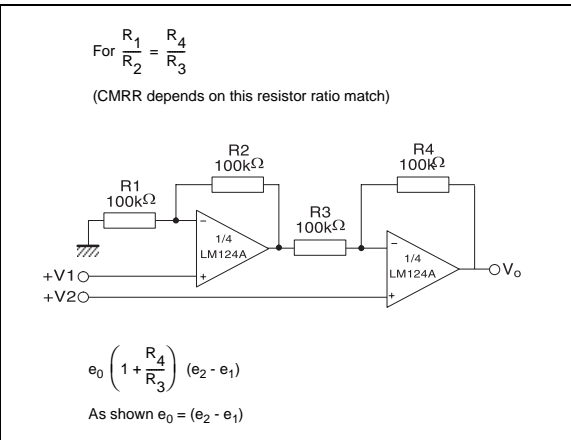 For R1/R2 = R4/R3
(CMRR depends on this resistor ratio match)
R2
100kΩ
R4
100kΩ
R1
100kΩ
R3
100kΩ
1/4
LM124A
1/4
LM124A
+V1
+V2
Vo
e0 (1 + R4/R3) (e2 - e1)
As shown e0 = (e2 - e1)